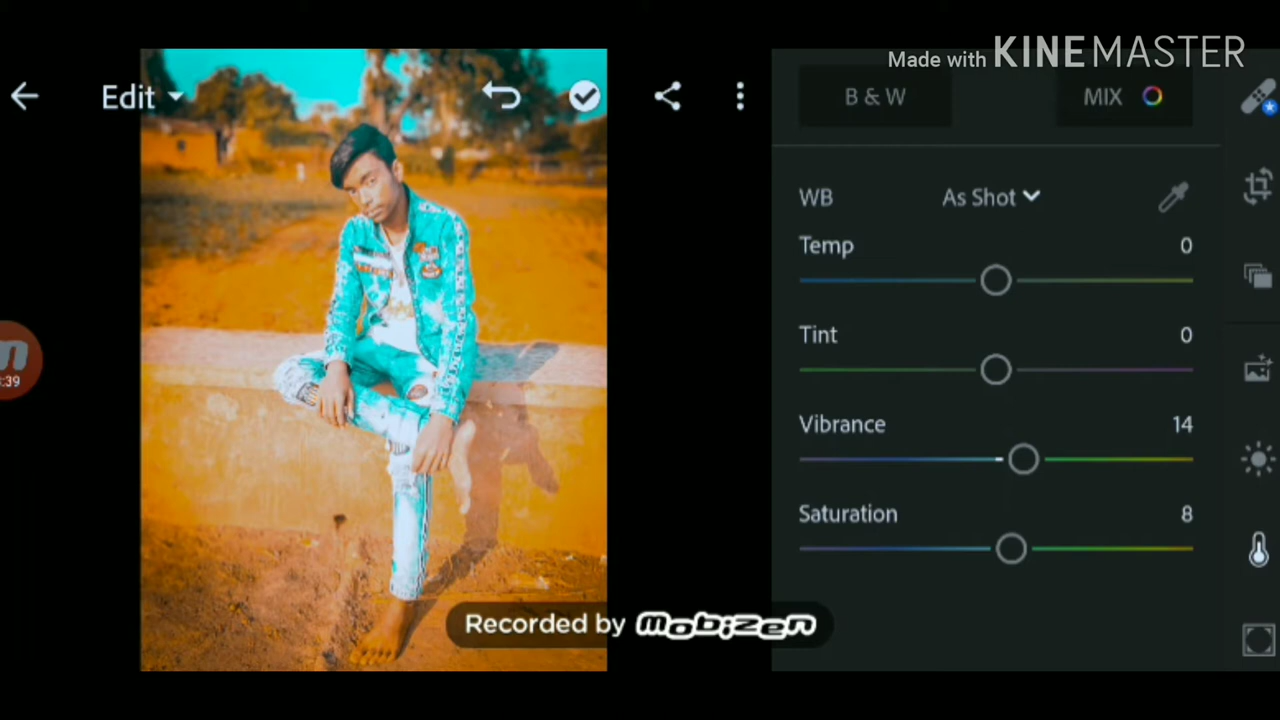 Made with KINEMASTER
Edit
B & W
MIX
WB
As Shot
Temp
0
Tint
0
Vibrance
14
Saturation
8
:39
Recorded by mobizen